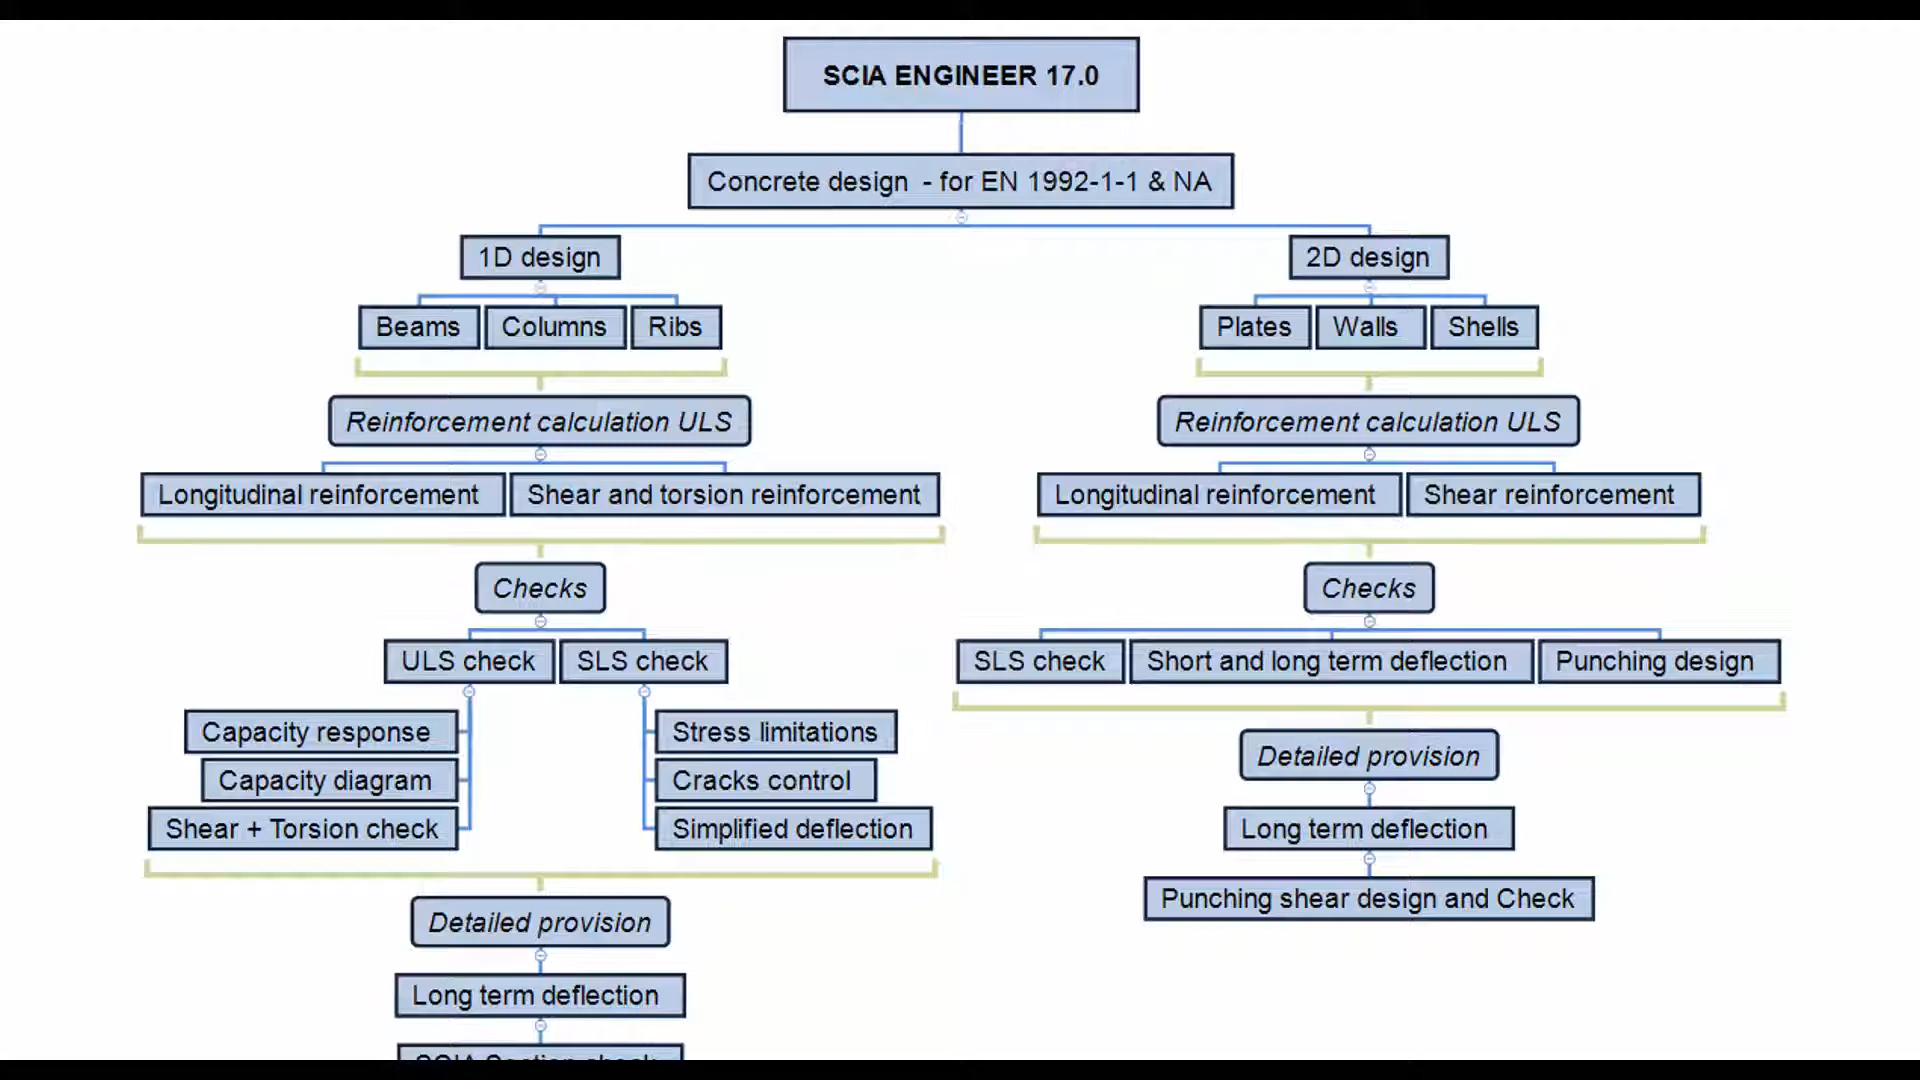 SCIA ENGINEER 17.0
Concrete design - for EN 1992-1-1 & NA
1D design
2D design
Beams
Columns
Ribs
Plates
Walls
Shells
Reinforcement calculation ULS
Reinforcement calculation ULS
Longitudinal reinforcement
Shear and torsion reinforcement
Longitudinal reinforcement
Shear reinforcement
Checks
Checks
ULS check
SLS check
SLS check
Short and long term deflection
Punching design
Capacity response
Stress limitations
Detailed provision
Capacity diagram
Cracks control
Shear + Torsion check
Simplified deflection
Long term deflection
Punching shear design and Check
Detailed provision
Long term deflection
SCIA Section check